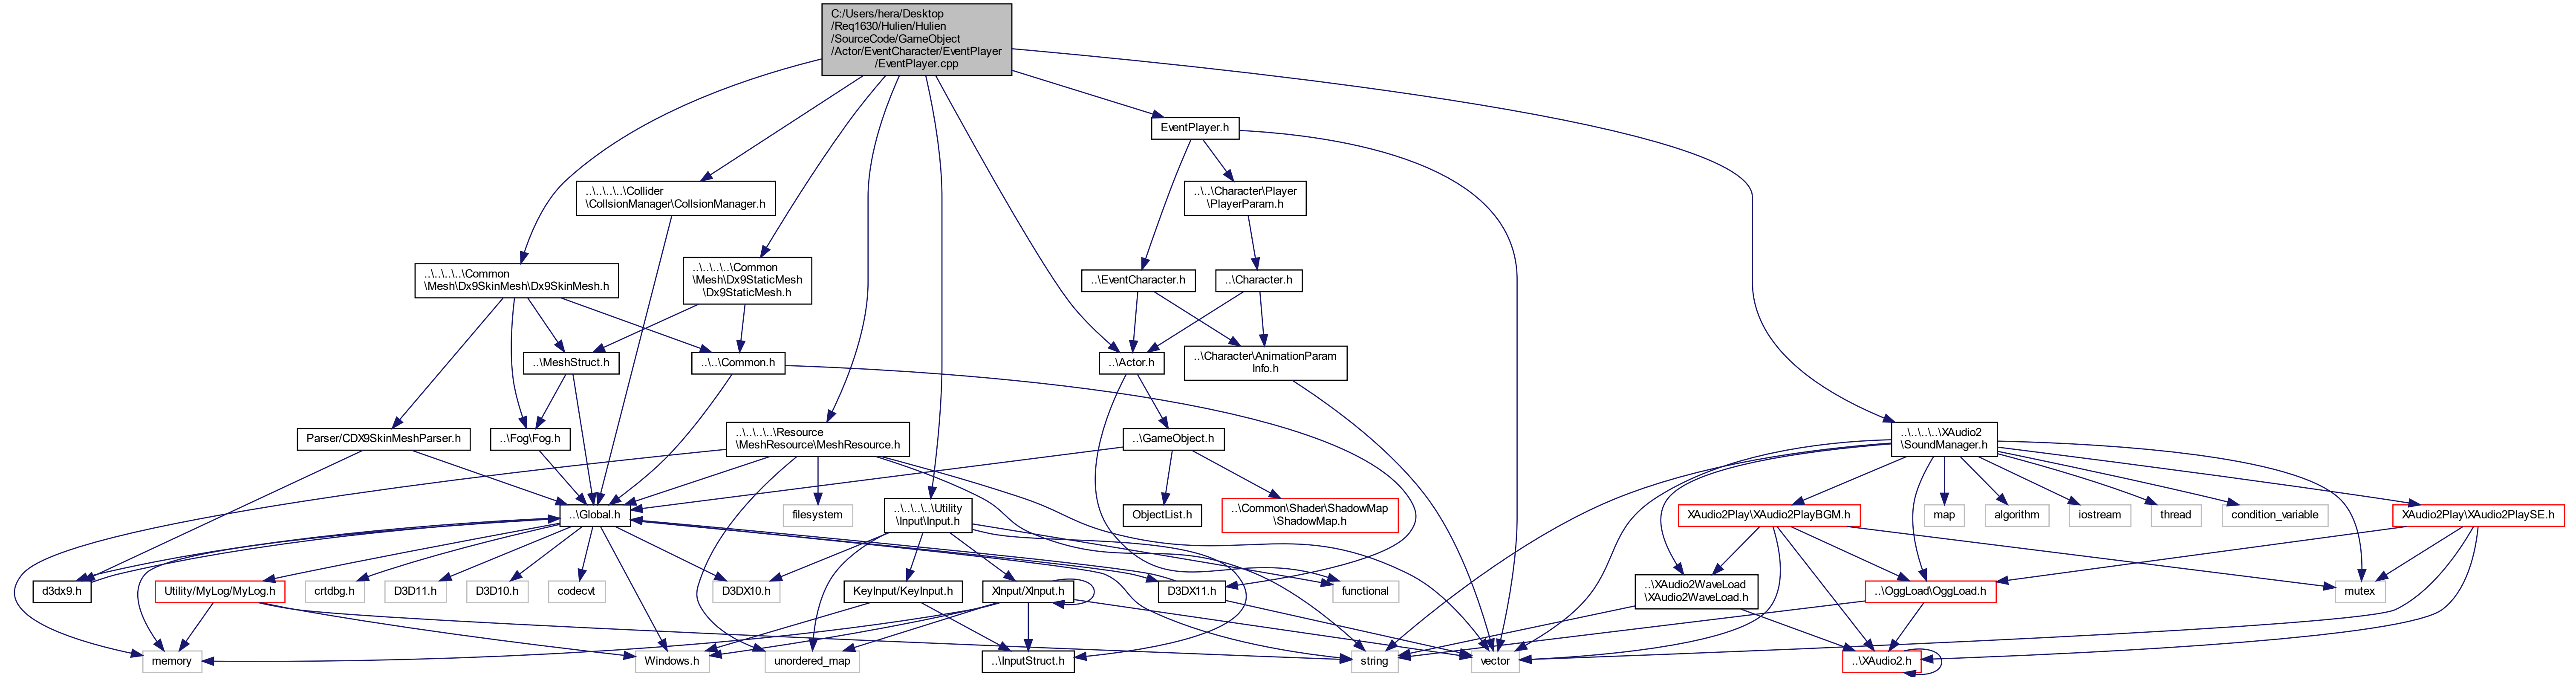 C:/Users/hera/Desktop
/Req1630/Hulien/Hulien
/SourceCode/GameObject
/Actor/EventCharacter/EventPlayer
/EventPlayer.cpp
EventPlayer.h
..\..\..\..\Collider
\CollsionManager\CollsionManager.h
..\..\Character\Player
\PlayerParam.h
..\..\..\..\Common
\Mesh\Dx9SkinMesh\Dx9SkinMesh.h
..\..\..\..\Common
\Mesh\Dx9StaticMesh
\Dx9StaticMesh.h
..\EventCharacter.h
..\Character.h
..\MeshStruct.h
..\..\Common.h
..\Actor.h
..\Character\AnimationParam
Info.h
Parser/CDX9SkinMeshParser.h
..\Fog\Fog.h
..\..\..\..\Resource
\MeshResource\MeshResource.h
..\GameObject.h
..\..\..\..\XAudio2
\SoundManager.h
..\Global.h
filesystem
..\..\..\..\Utility
\Input\Input.h
ObjectList.h
..\Common\Shader\ShadowMap
\ShadowMap.h
XAudio2Play\XAudio2PlayBGM.h
map
algorithm
iostream
thread
condition_variable
XAudio2Play\XAudio2PlaySE.h
d3dx9.h
Utility/MyLog/MyLog.h
crtdbg.h
D3D11.h
D3D10.h
codecvt
D3DX10.h
KeyInput/KeyInput.h
XInput/XInput.h
D3DX11.h
functional
..\XAudio2WaveLoad
\XAudio2WaveLoad.h
..\OggLoad\OggLoad.h
mutex
memory
Windows.h
unordered_map
..\InputStruct.h
string
vector
..\XAudio2.h